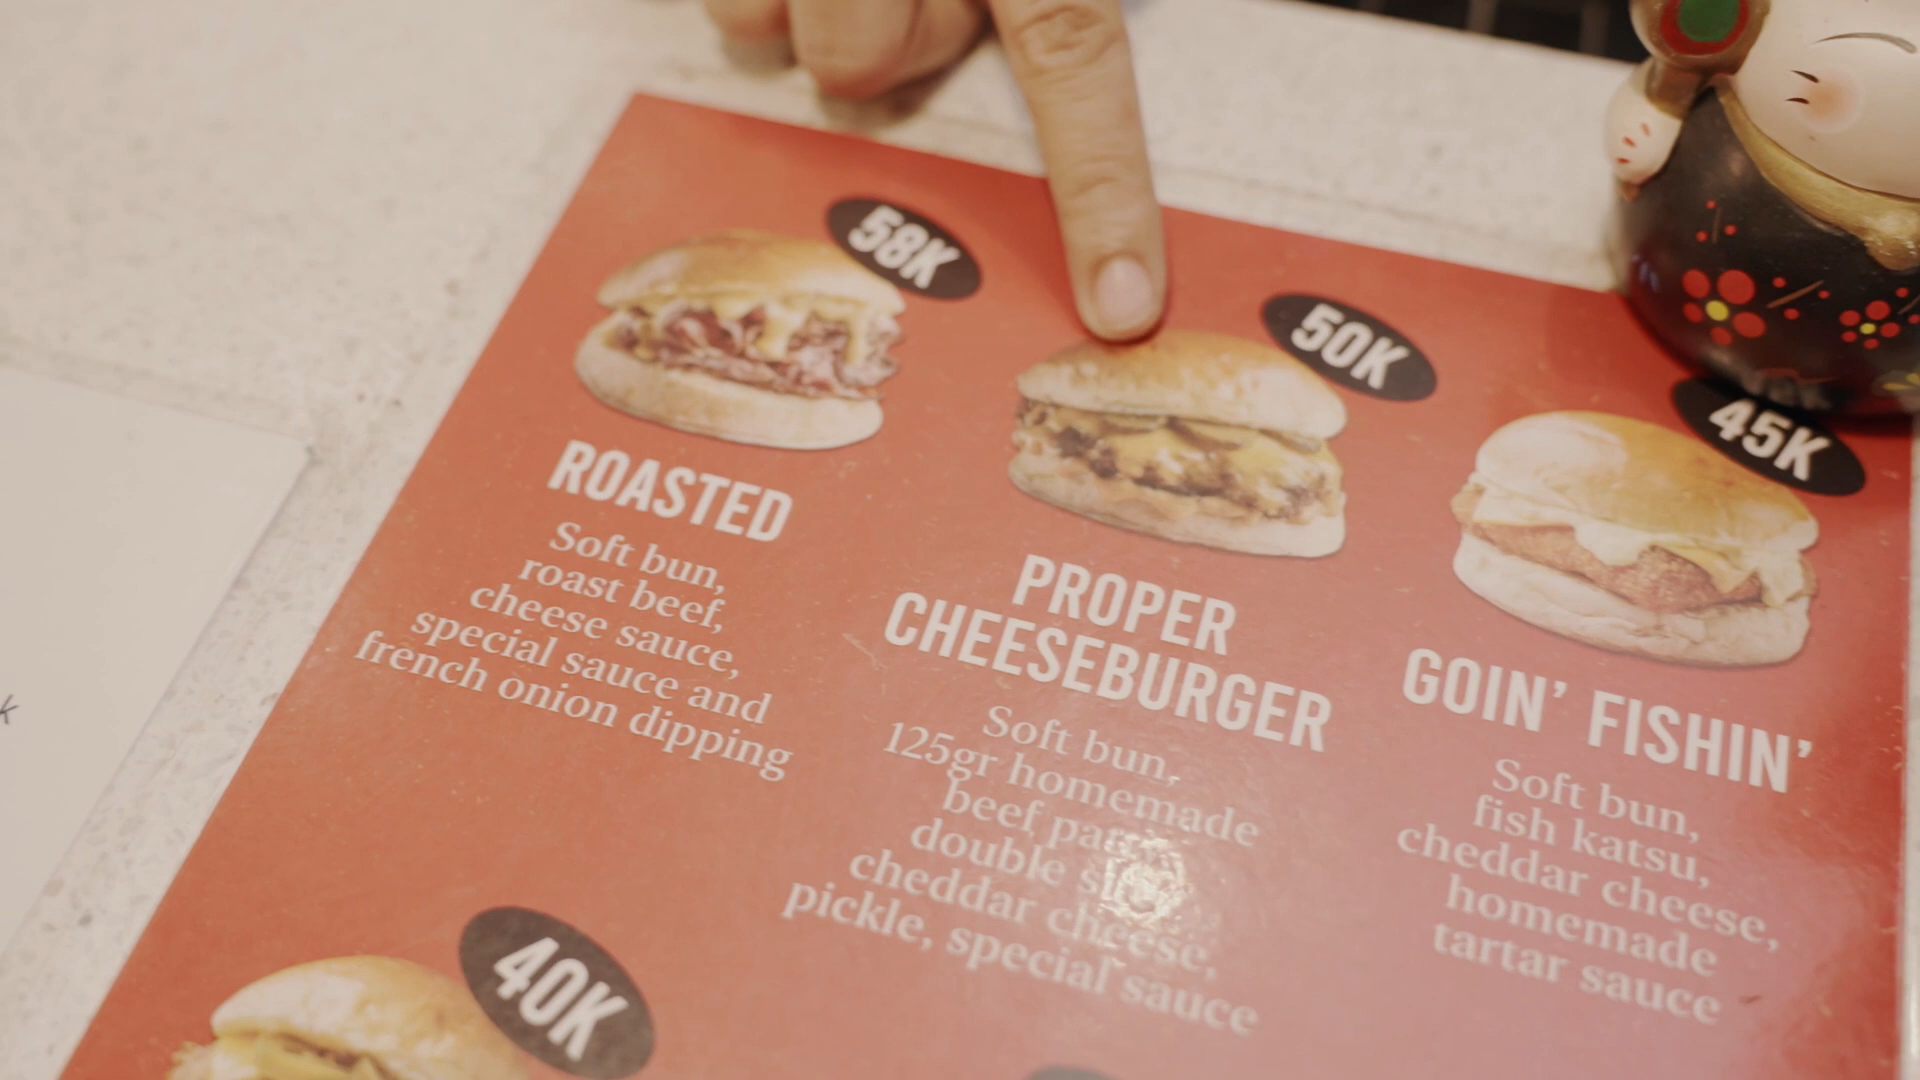 58K
ROASTED
Soft bun,
roast beef,
cheese sauce,
special sauce and
french onion dipping
50K
PROPER
CHEESEBURGER
Soft bun,
125gr homemade
beef
double
cheddar cheese,
pickle, special sauce
45K
GOIN' FISHIN'
Soft bun,
fish katsu,
cheddar cheese,
homemade
tartar sauce
40K
k